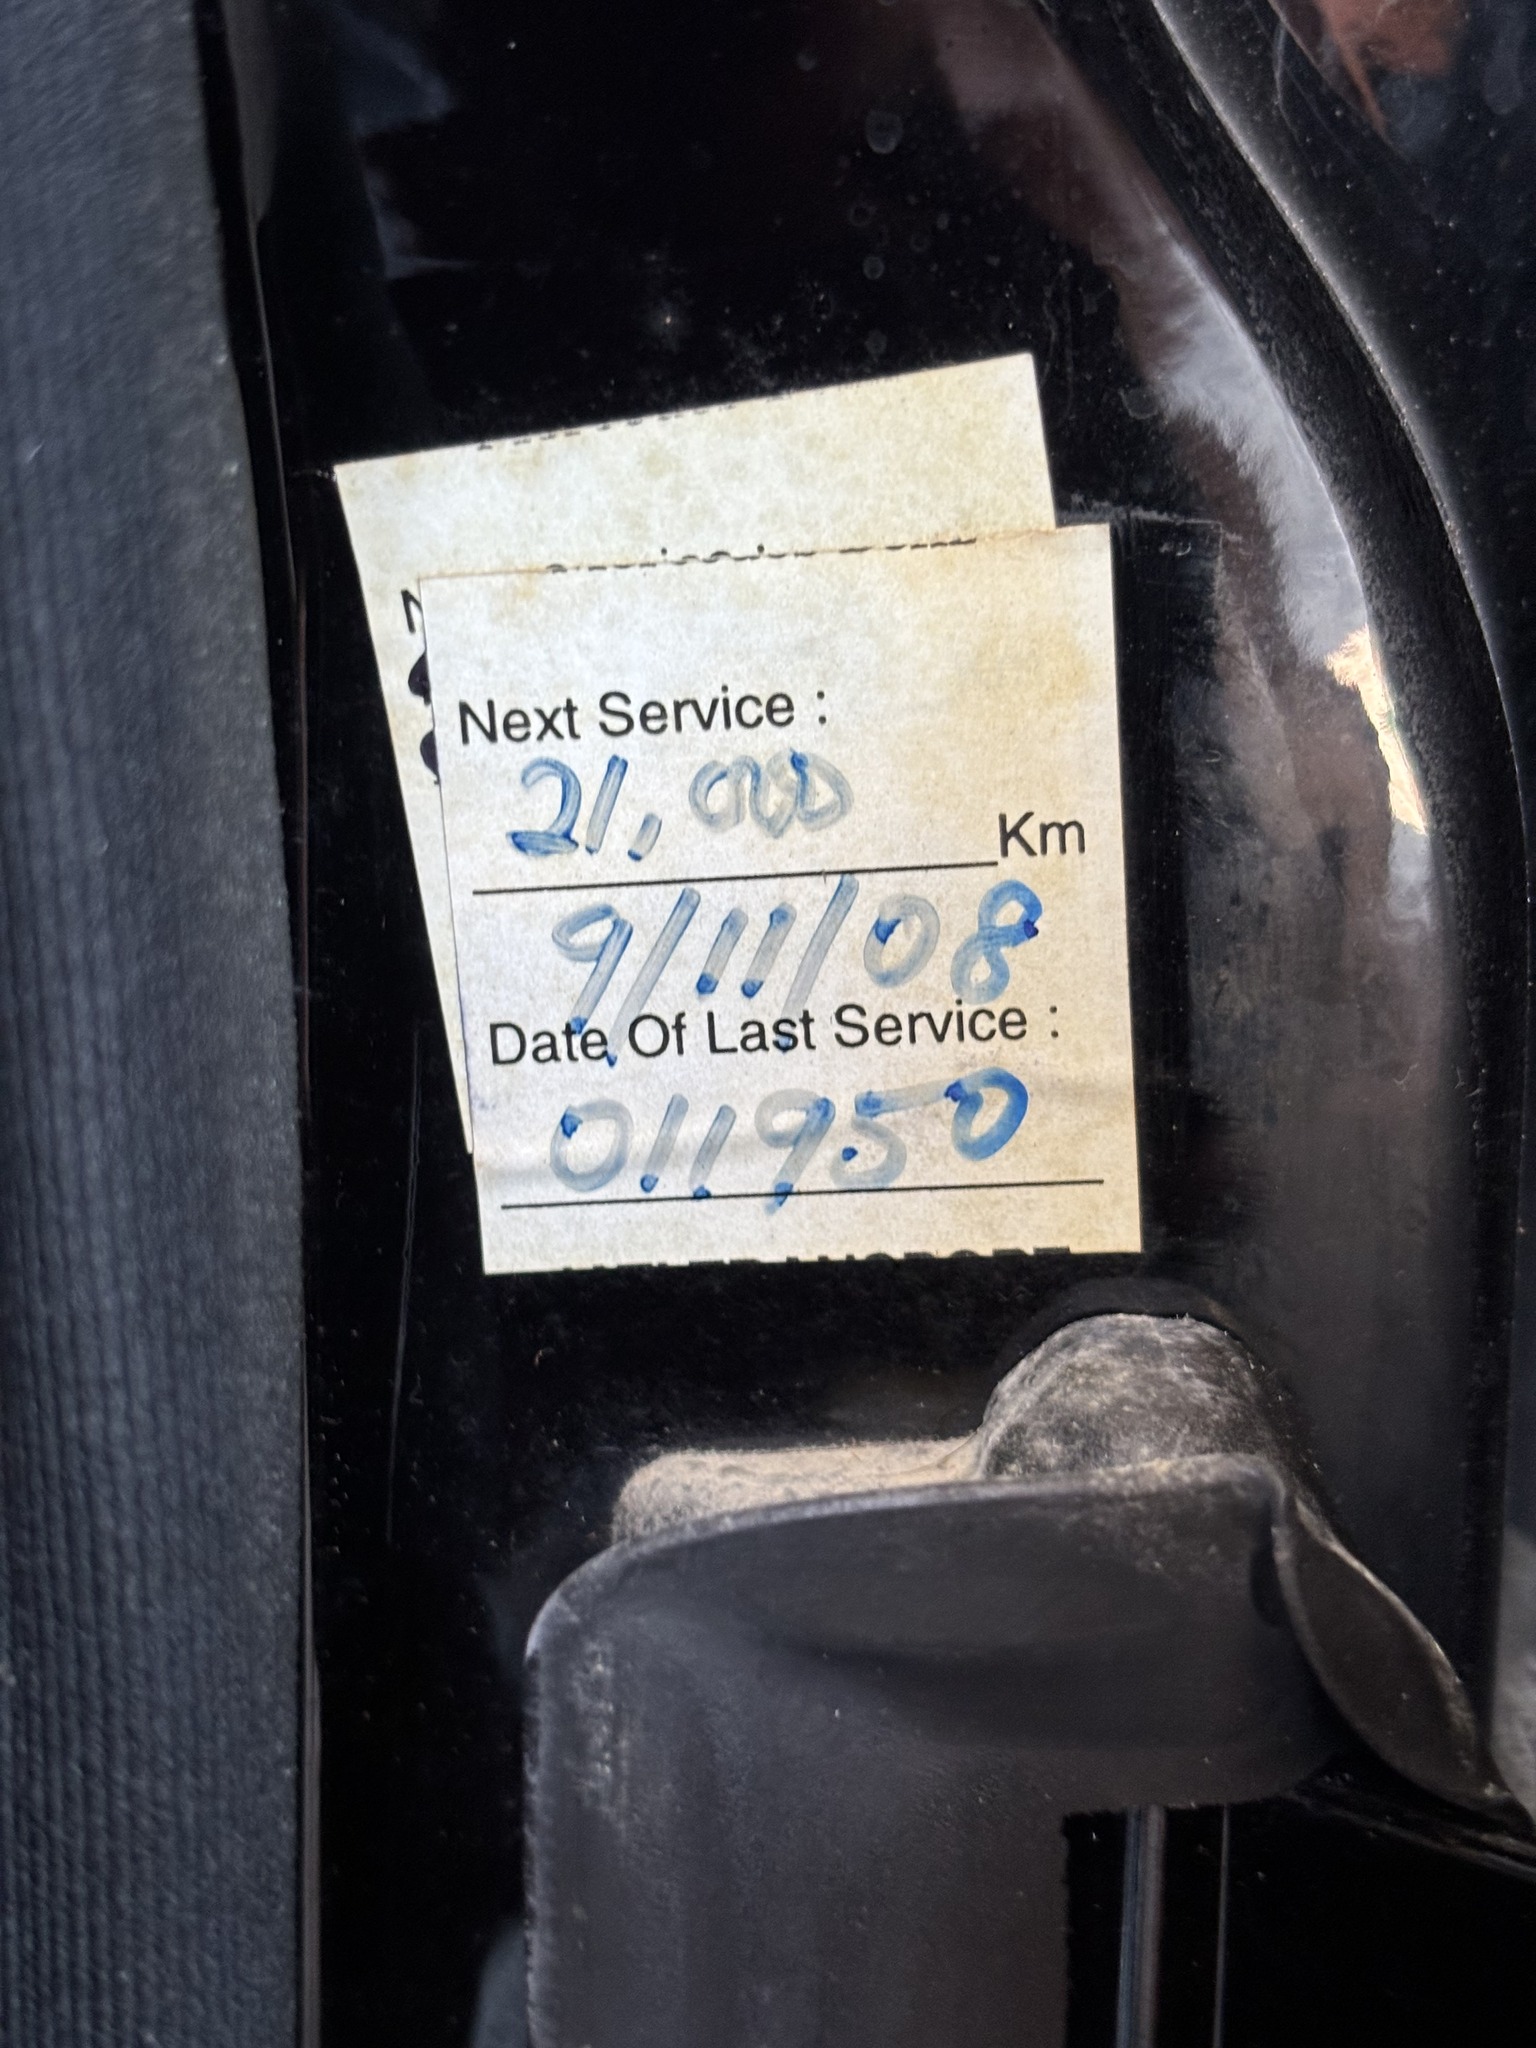 Next Service :
21,000 Km
9/11/08
Date Of Last Service :
011950